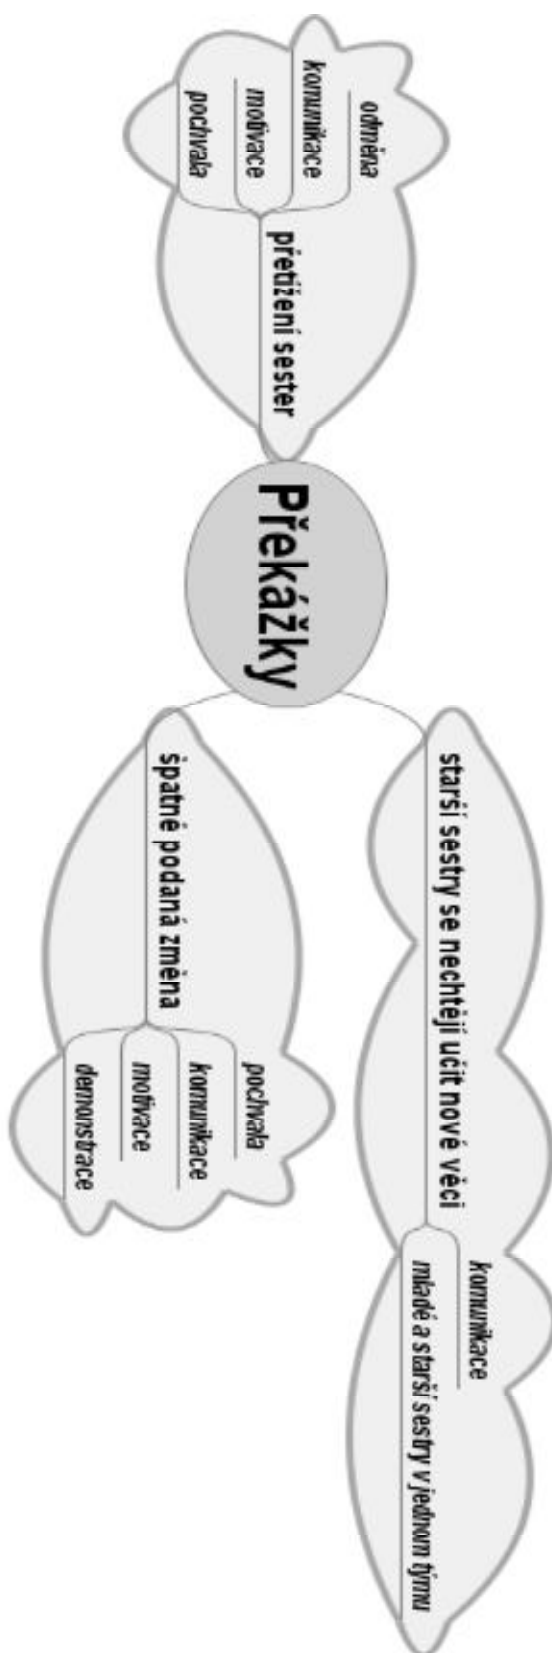 odměna
komunikace
motivace
pochvala
přetížení sester
Překážky
starší sestry se nechtějí učit nové věci
komunikace
mladé a starší sestry v jednom týmu
špatně podaná změna
pochvala
komunikace
motivace
demonstrace